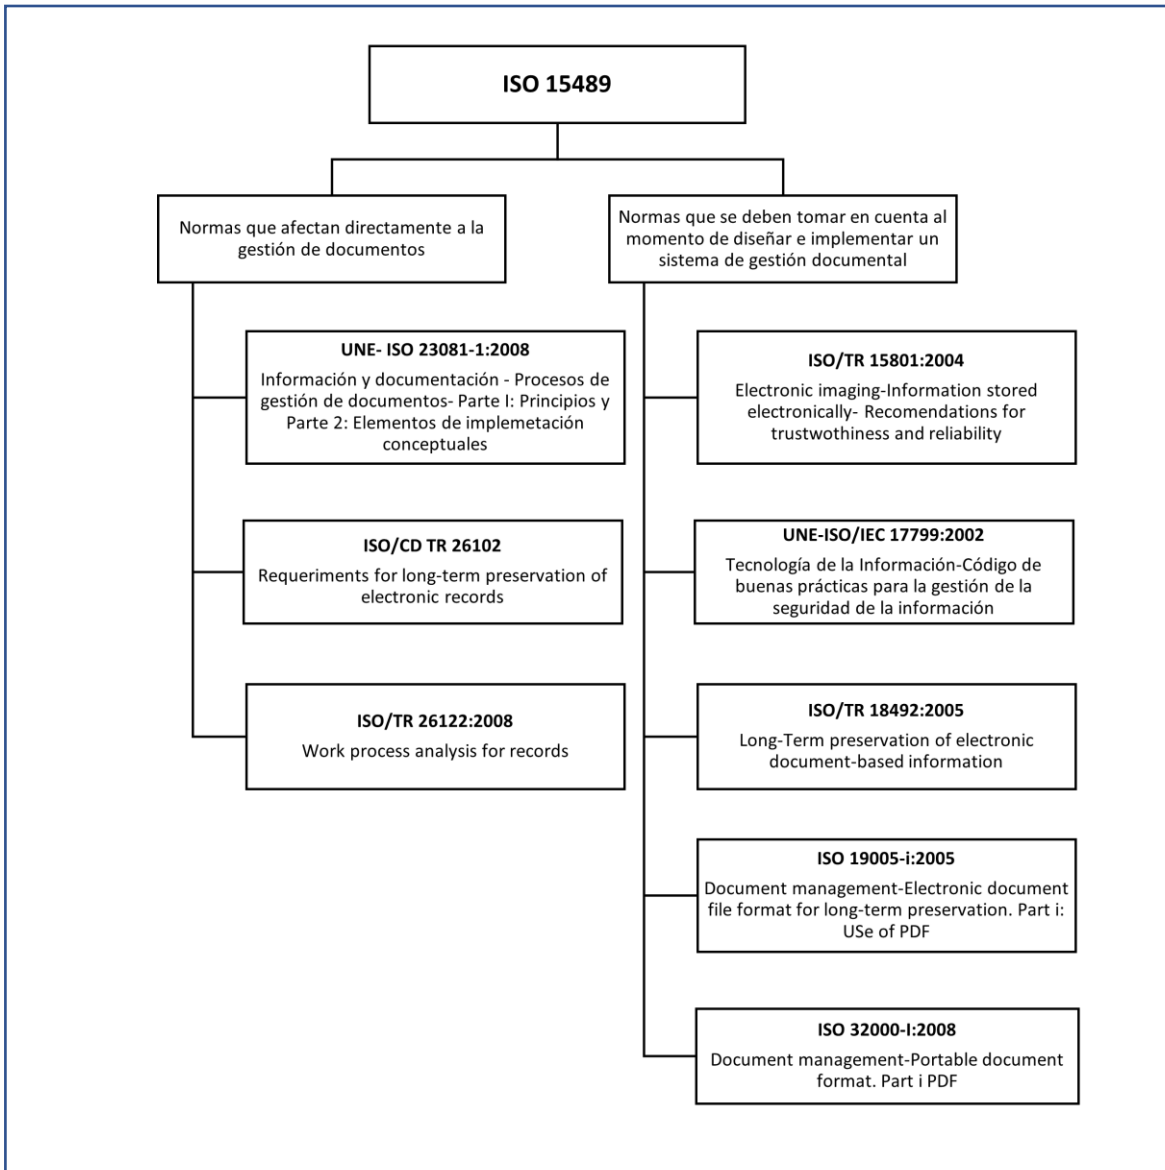 ISO 15489
Normas que afectan directamente a la
gestión de documentos
Normas que se deben tomar en cuenta al
momento de diseñar e implementar un
sistema de gestión documental
UNE- ISO 23081-1:2008
Información y documentación - Procesos de
gestión de documentos- Parte I: Principios y
Parte 2: Elementos de implemetación
conceptuales
ISO/CD TR 26102
Requeriments for long-term preservation of
electronic records
ISO/TR 26122:2008
Work process analysis for records
ISO/TR 15801:2004
Electronic imaging-Information stored
electronically- Recomendations for
trustwothiness and reliability
UNE-ISO/IEC 17799:2002
Tecnología de la Información-Código de
buenas prácticas para la gestión de la
seguridad de la información
ISO/TR 18492:2005
Long-Term preservation of electronic
document-based information
ISO 19005-i:2005
Document management-Electronic document
file format for long-term preservation. Part i:
USe of PDF
ISO 32000-I:2008
Document management-Portable document
format. Part i PDF